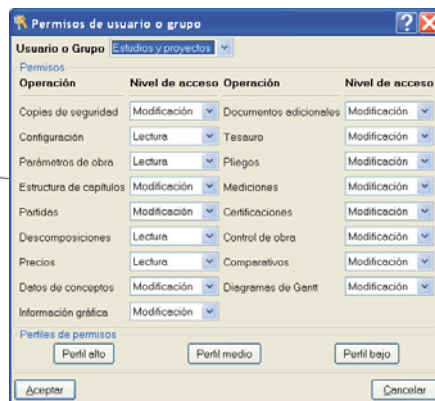 Permisos de usuario o grupo
Usuario o Grupo Estudios y proyectos
Permisos
Operación Nivel de acceso Operación Nivel de acceso
Copias de seguridad Modificación Documentos adicionales Modificación
Configuración Lectura Tesauro Modificación
Parámetros de obra Lectura Pliegos Modificación
Estructura de capítulos Modificación Mediciones Modificación
Partidas Modificación Certificaciones Modificación
Descomposiciones Lectura Control de obra Modificación
Precios Lectura Comparativos Modificación
Datos de conceptos Modificación Diagramas de Gantt Modificación
Información gráfica Modificación
Perfiles de permisos
Perfil alto Perfil medio Perfil bajo
Aceptar Cancelar